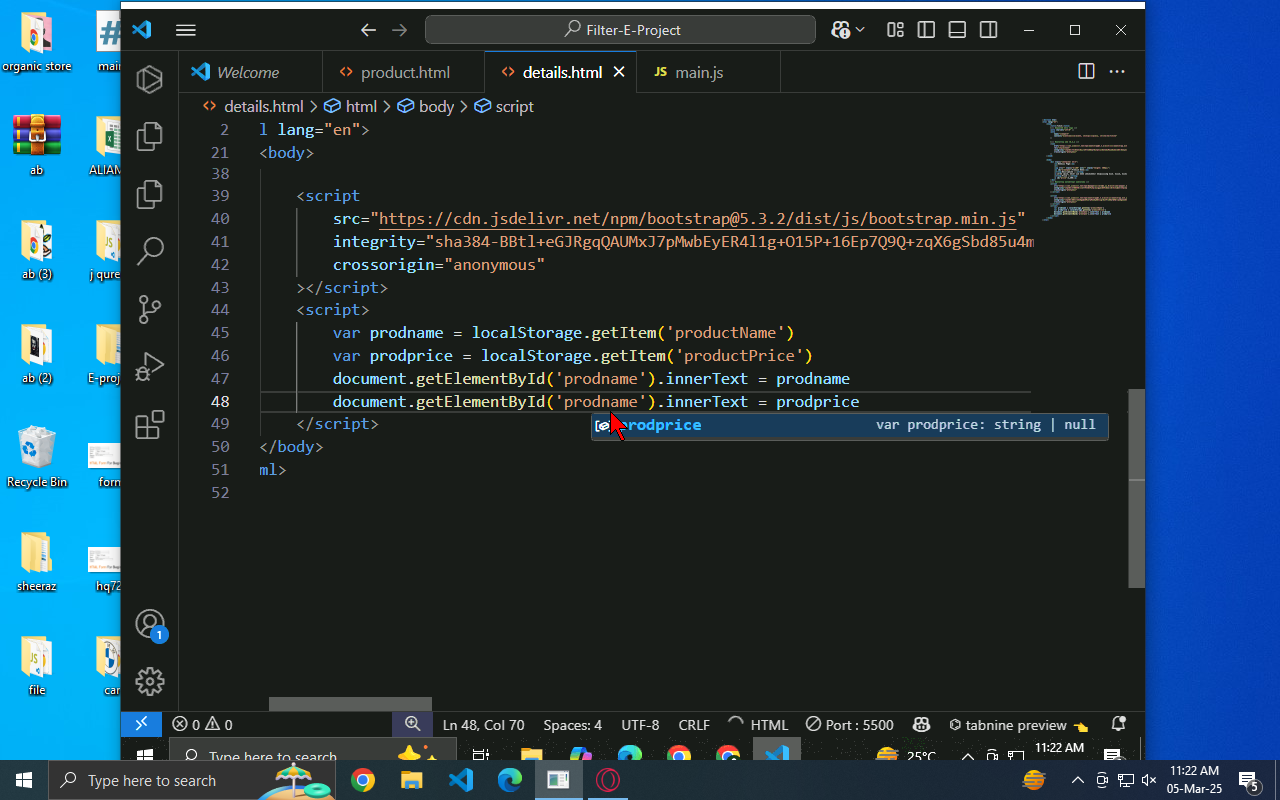 organic store
main
ab
ALIAM
ab (3)
j qure
ab (2)
E-proj
Recycle Bin
forn
sheeraz
hq72
file
car
Filter-E-Project
Welcome
product.html
details.html
JS main.js
details.html > html > body > script
2 l lang="en">
21 <body>
38
39 <script
40 src="https://cdn.jsdelivr.net/npm/bootstrap@5.3.2/dist/js/bootstrap.min.js"
41 integrity="sha384-BBtl+eGJRgqQAUMxJ7pMwbEyER4l1g+O15P+16Ep7Q9Q+zqX6gSbd85u4m
42 crossorigin="anonymous"
43 ></script>
44 <script>
45 var prodname = localStorage.getItem('productName')
46 var prodprice = localStorage.getItem('productPrice')
47 document.getElementById('prodname').innerText = prodname
48 document.getElementById('prodname').innerText = prodprice
49 </script>
prodprice var prodprice: string | null
50 </body>
51 ml>
52
1
0 0 Ln 48, Col 70 Spaces: 4 UTF-8 CRLF HTML Port : 5500 tabnine preview
Type here to search 25°C 11:22 AM
Type here to search
11:22 AM
05-Mar-25
5